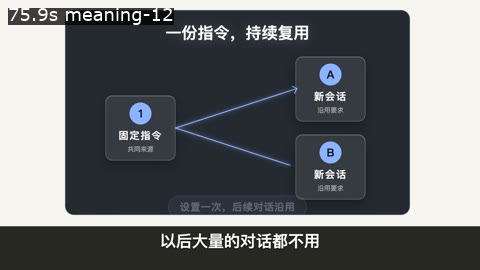 75.9s meaning-12
一份指令，持续复用
1
固定指令
共同来源
A
新会话
沿用要求
B
新会话
沿用要求
设置一次，后续对话沿用
以后大量的对话都不用